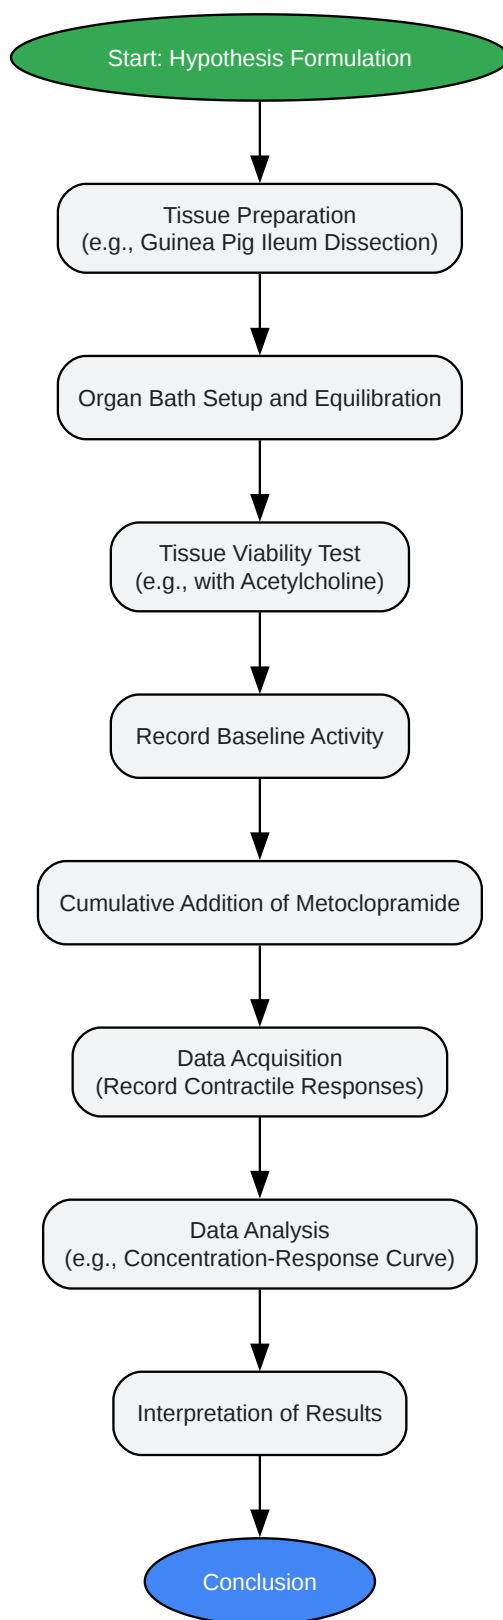 Start: Hypothesis Formulation
Tissue Preparation
(e.g., Guinea Pig Ileum Dissection)
Organ Bath Setup and Equilibration
Tissue Viability Test
(e.g., with Acetylcholine)
Record Baseline Activity
Cumulative Addition of Metoclopramide
Data Acquisition
(Record Contractile Responses)
Data Analysis
(e.g., Concentration-Response Curve)
Interpretation of Results
Conclusion